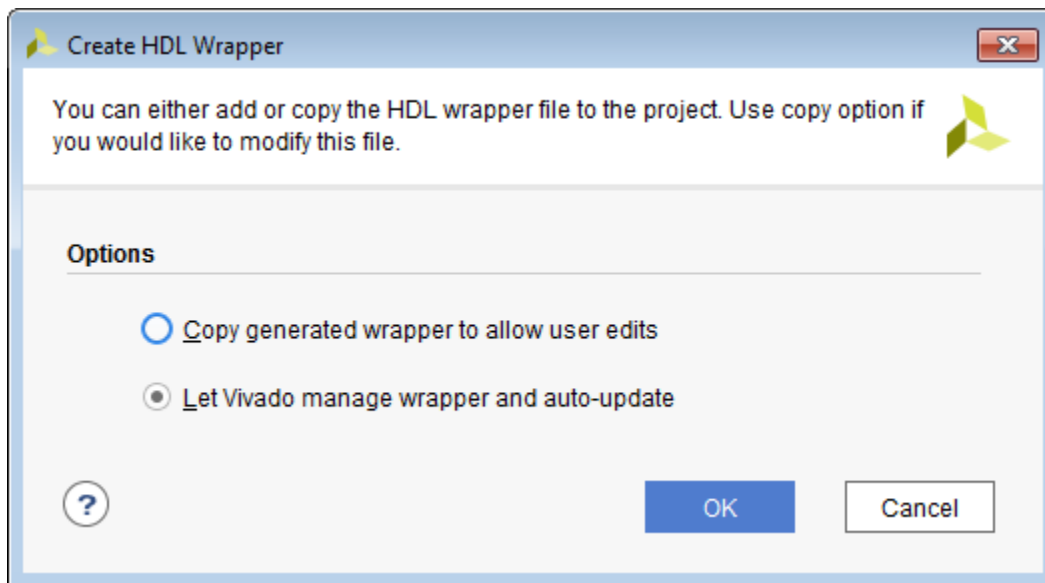 Create HDL Wrapper
You can either add or copy the HDL wrapper file to the project. Use copy option if
you would like to modify this file.
Options
Copy generated wrapper to allow user edits
Let Vivado manage wrapper and auto-update
?
OK
Cancel